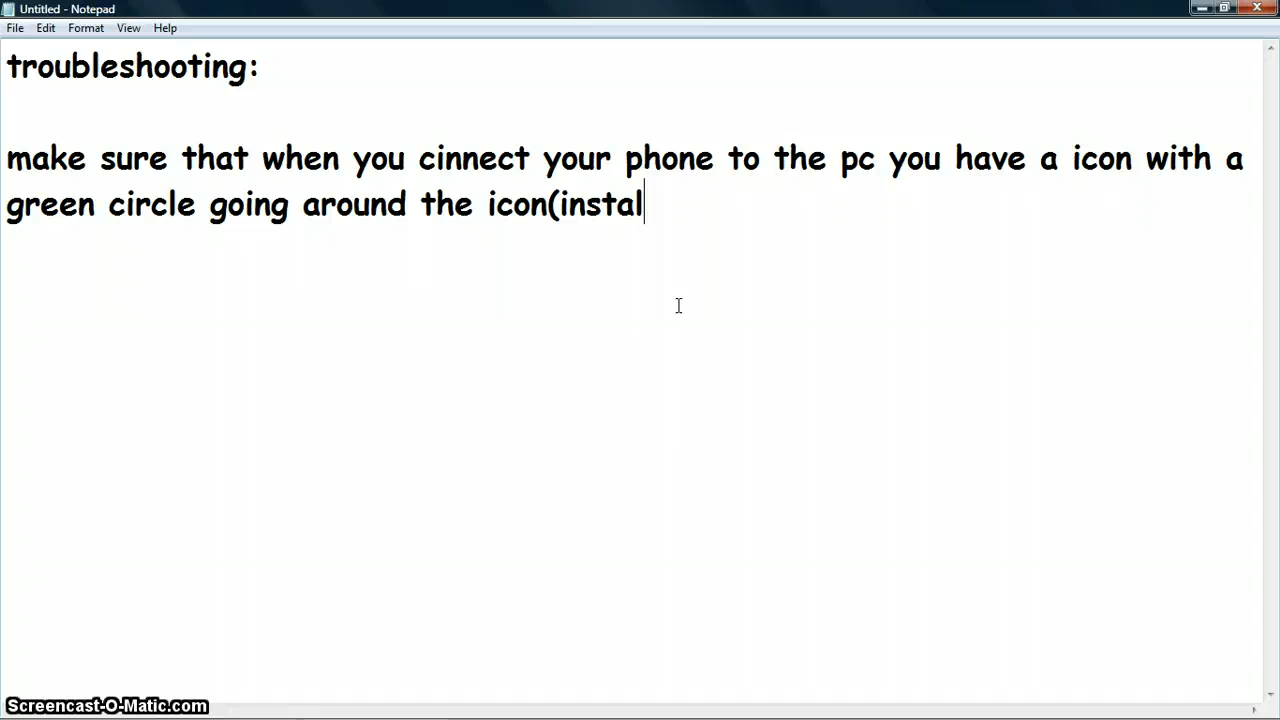 Untitled - Notepad
File Edit Format View Help
troubleshooting:
make sure that when you cinnect your phone to the pc you have a icon with a
green circle going around the icon(instal
Screencast-O-Matic.com